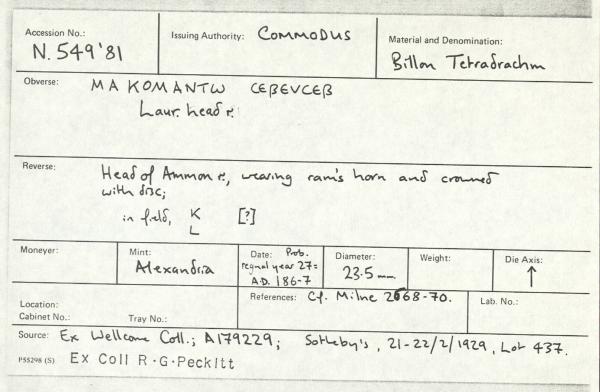 Accession No.:
N. 549'81
Issuing Authority: COMMODUS
Material and Denomination:
Billon Tetradrachm
Obverse: M A KOMANTW CEBEVCEB
Laur. head r.
Reverse: Head of Ammon r., wearing ram's horn and crowned
with disc;
in field, K [?]
L
Moneyer:
Mint:
Alexandria
Date: Prob.
regnal year 27=
A.D. 186-7
Diameter:
23.5 mm.
Weight:
Die Axis:
↑
Location:
Cabinet No.: Tray No.:
References: Cf. Milne 2668-70.
Lab. No.:
Source: Ex Wellcome Coll.; A179229; Sotheby's, 21-22/2/1929, Lot 437.
P55298 (S) Ex Coll R.G.Peckitt